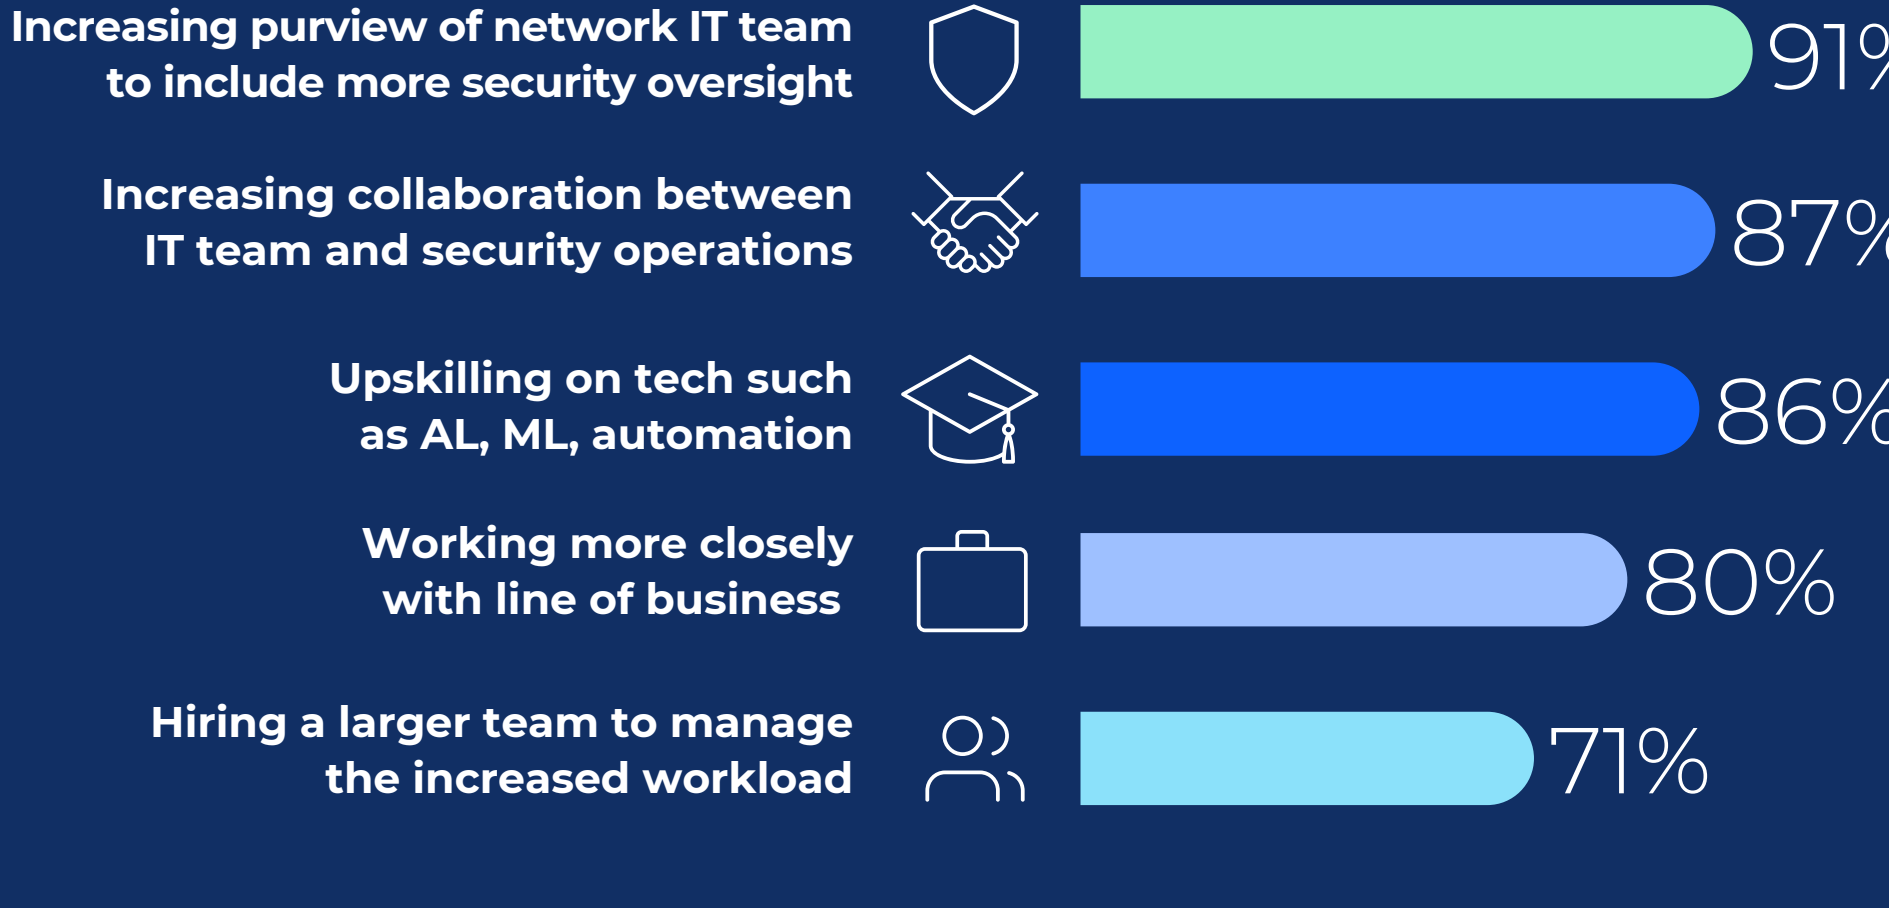 Increasing purview of network IT team
to include more security oversight
91%
Increasing collaboration between
IT team and security operations
87%
Upskilling on tech such
as AL, ML, automation
86%
Working more closely
with line of business
80%
Hiring a larger team to manage
the increased workload
71%